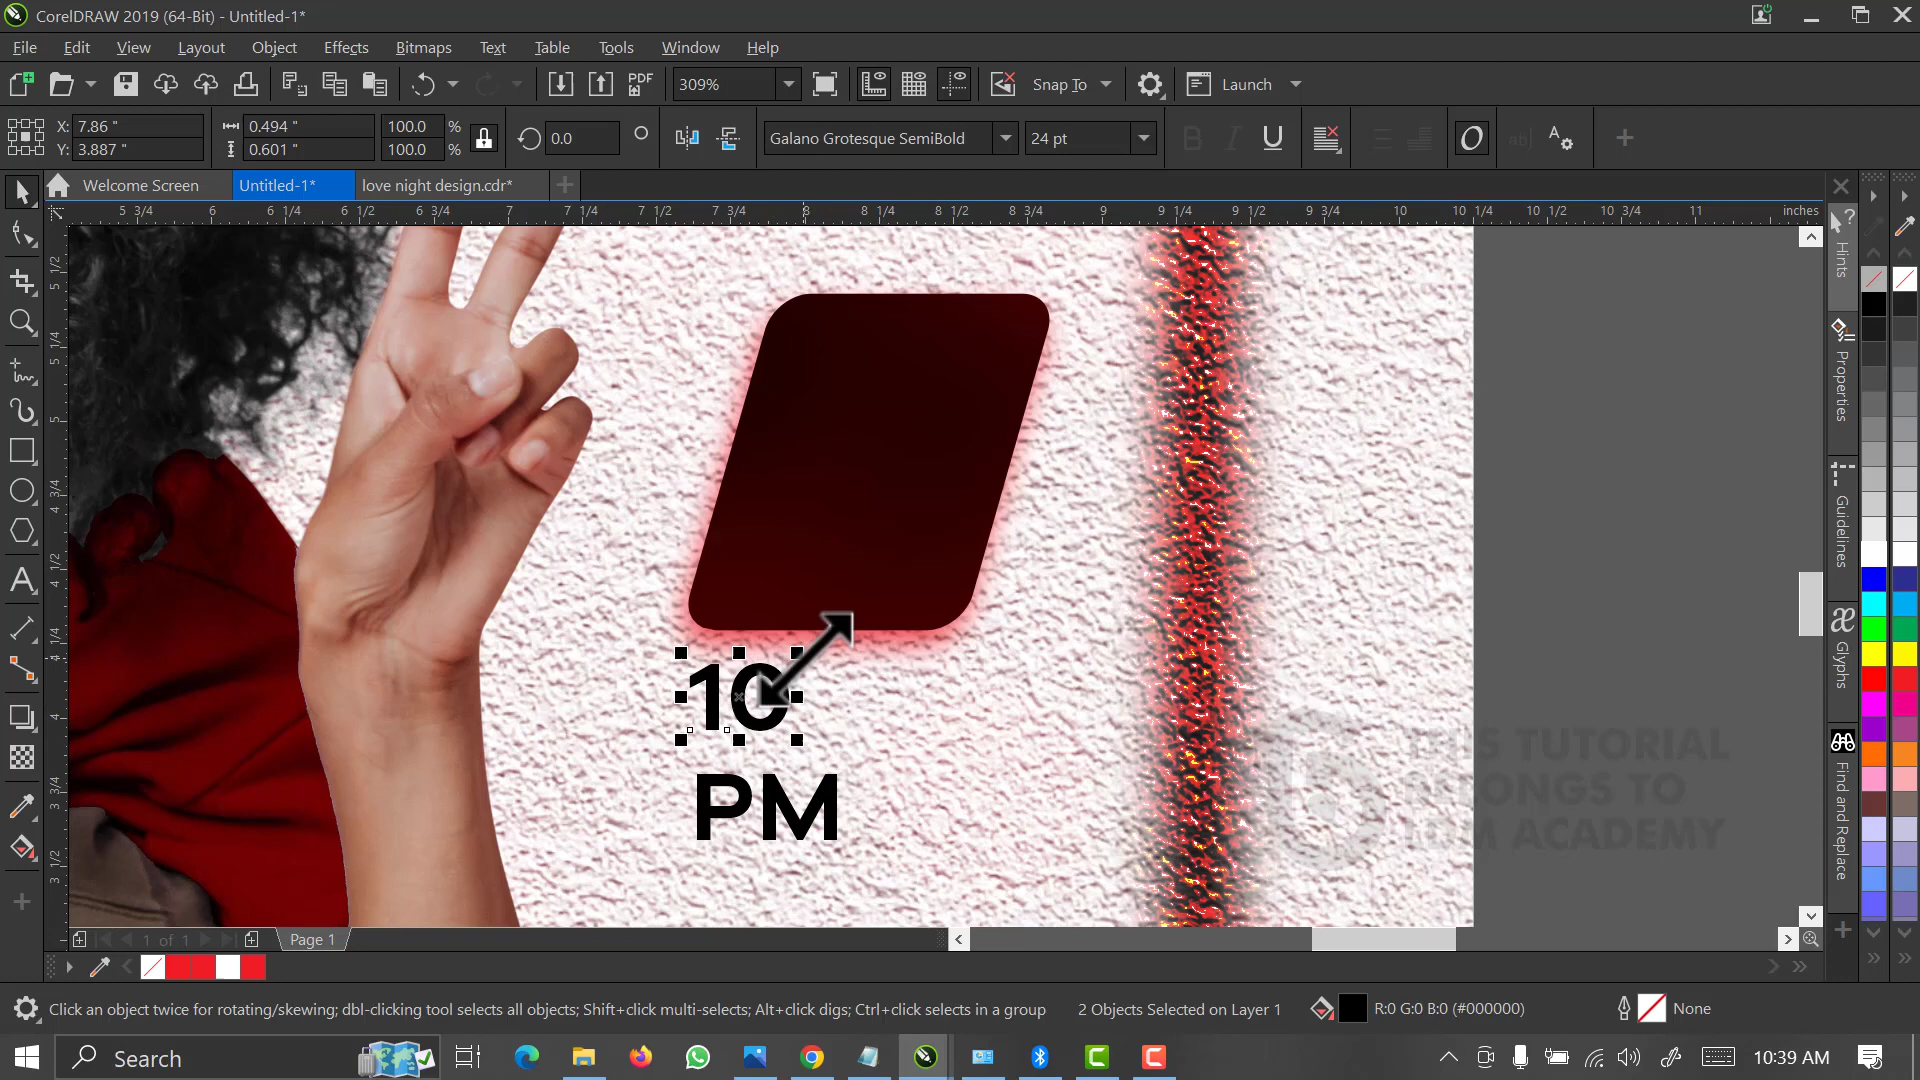 CorelDRAW 2019 (64-Bit) - Untitled-1*
File Edit View Layout Object Effects Bitmaps Text Table Tools Window Help
PDF 309% Snap To Launch
X: 7.86 " 0.494 " 100.0 % 0.0 Galano Grotesque SemiBold 24 pt
Y: 3.887 " 0.601 " 100.0 %
Welcome Screen Untitled-1* love night design.cdr*
5 3/4 6 6 1/4 6 1/2 6 3/4 7 7 1/4 7 1/2 7 3/4 8 8 1/4 8 1/2 8 3/4 9 9 1/4 9 1/2 9 3/4 10 10 1/4 10 1/2 10 3/4 11 inches
Hints
Properties
Guidelines
Glyphs
Find and Replace
10
PM
TUTORIAL
TO
ACADEMY
1 of 1 Page 1
Click an object twice for rotating/skewing; dbl-clicking tool selects all objects; Shift+click multi-selects; Alt+click digs; Ctrl+click selects in a group 2 Objects Selected on Layer 1 R:0 G:0 B:0 (#000000) None
Search 10:39 AM